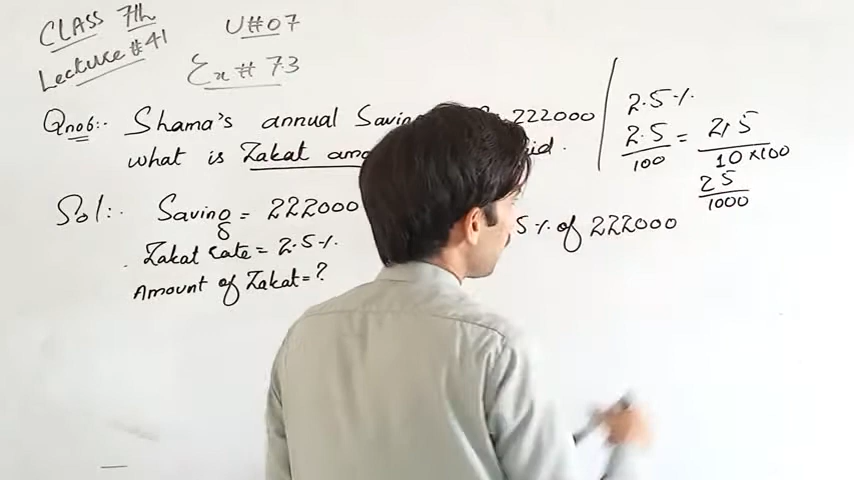 CLASS 7th
U#07
Lecture #41
Ex # 7.3
Qno6:- Shama's annual Savin 222000
what is Zakat amo id.
Sol:- Saving = 222000
Zakat rate = 2.5%
Amount of Zakat = ?
5% of 222000
2.5%
2.5/100 = 2.5/10×100
25/1000